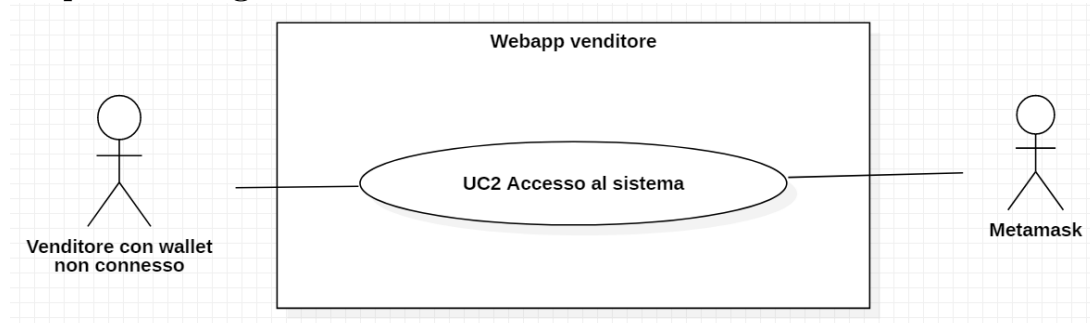 Webapp venditore
UC2 Accesso al sistema
Venditore con wallet
non connesso
Metamask